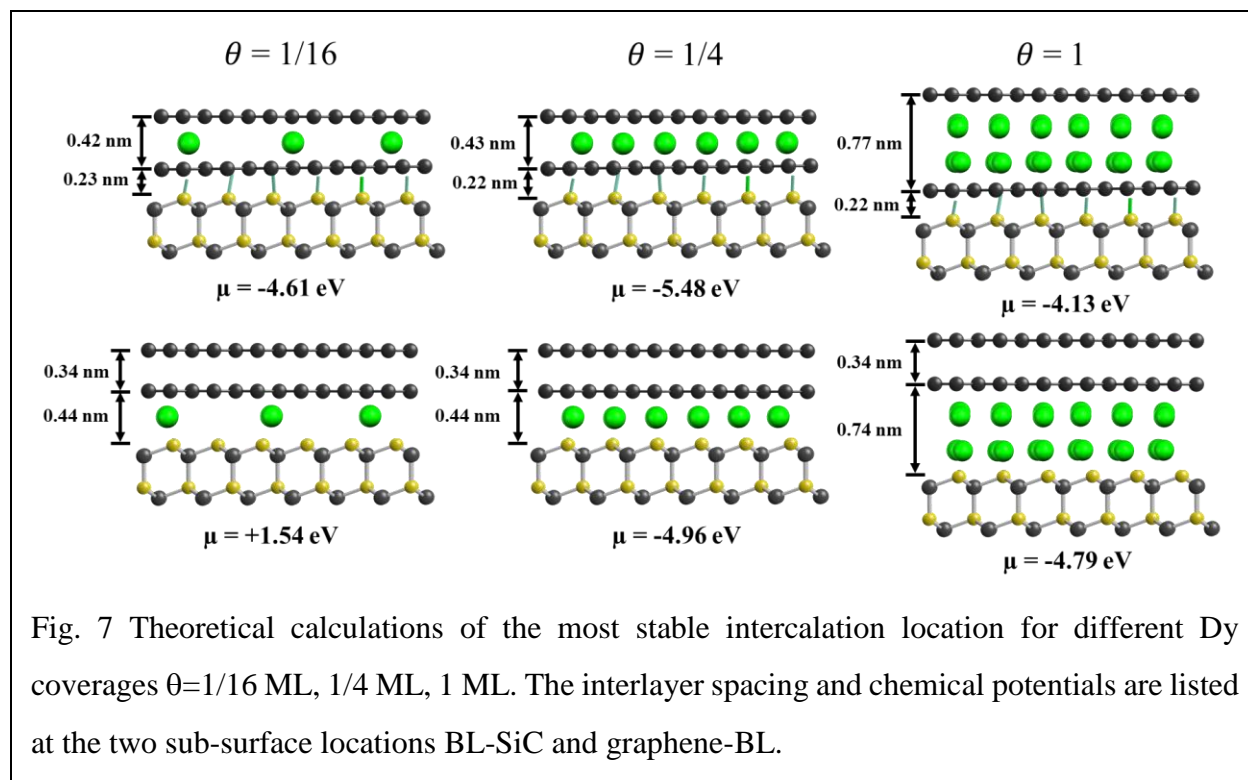 θ = 1/16
θ = 1/4
θ = 1
0.42 nm
0.23 nm
0.43 nm
0.22 nm
0.77 nm
0.22 nm
μ = -4.61 eV
μ = -5.48 eV
μ = -4.13 eV
0.34 nm
0.44 nm
0.34 nm
0.44 nm
0.34 nm
0.74 nm
μ = +1.54 eV
μ = -4.96 eV
μ = -4.79 eV
Fig. 7 Theoretical calculations of the most stable intercalation location for different Dy
coverages θ=1/16 ML, 1/4 ML, 1 ML. The interlayer spacing and chemical potentials are listed
at the two sub-surface locations BL-SiC and graphene-BL.